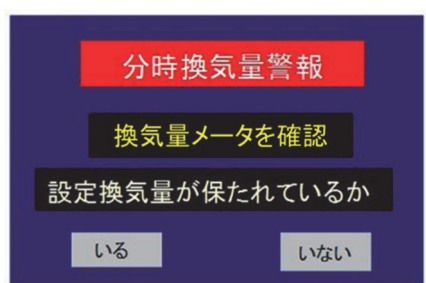 分時換気量警報
換気量メータを確認
設定換気量が保たれているか
いる
いない